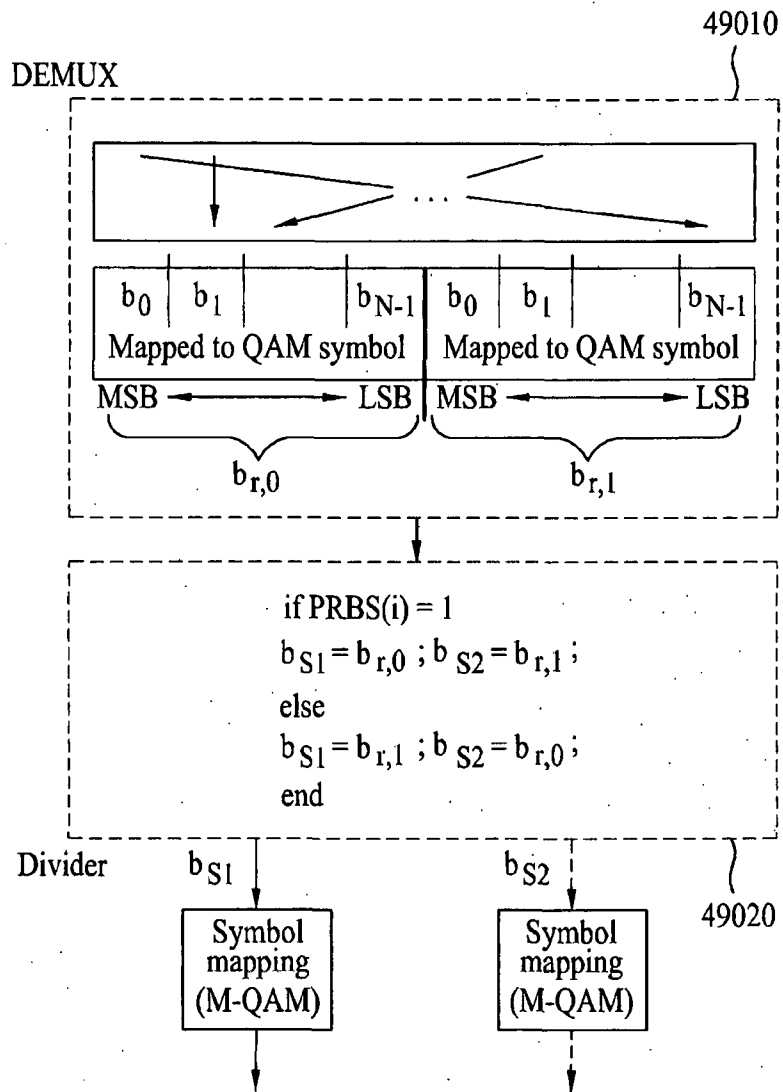 49010
DEMUX
...
b0 b1 bN-1 b0 b1 bN-1
Mapped to QAM symbol Mapped to QAM symbol
MSB LSB MSB LSB
br,0 br,1
if PRBS(i) = 1
bS1 = br,0 ; bS2 = br,1 ;
else
bS1 = br,1 ; bS2 = br,0 ;
end
Divider bS1 bS2 49020
Symbol mapping (M-QAM) Symbol mapping (M-QAM)